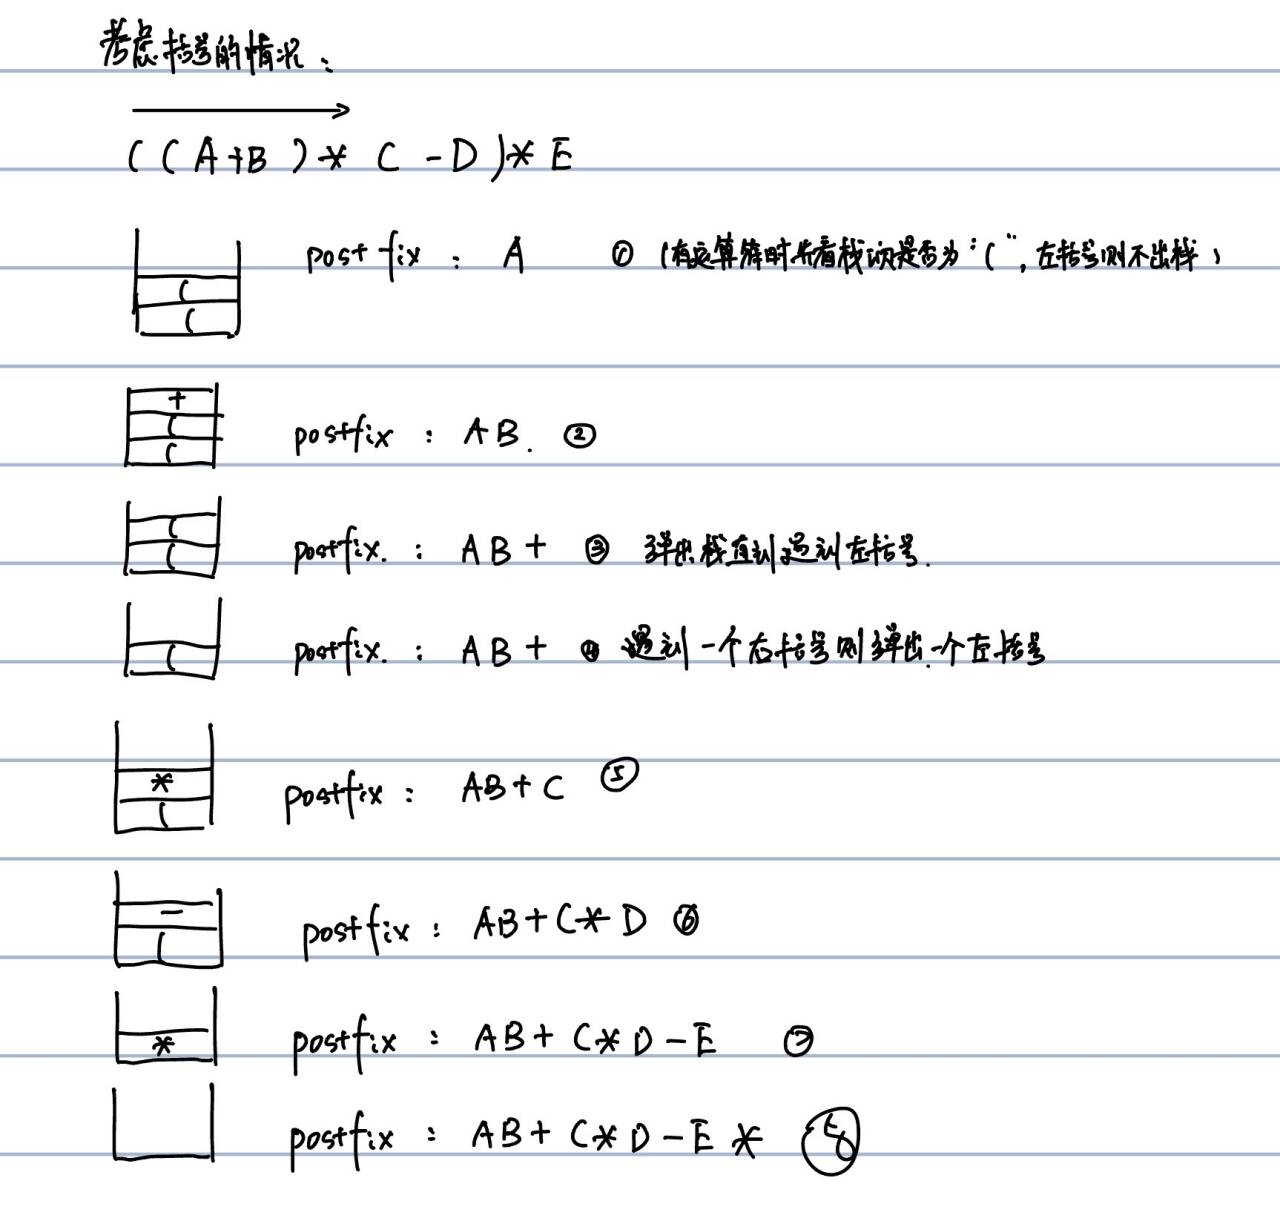 考虑括号的情况：
((A+B)* C -D)* E
(
(
postfix : A ① (有运算符时先看栈顶是否为"(", 左括号则不出栈)
+
(
(
postfix : AB. ②
(
(
postfix. : AB+ ③ 弹出栈直到遇到左括号.
(
postfix. : AB+ ④ 遇到一个右括号则弹出一个左括号
*
(
postfix : AB+C ⑤
-
(
postfix : AB+C* D ⑥
*
postfix : AB+ C* D-E ⑦
postfix : AB+ C* D-E * ⑧